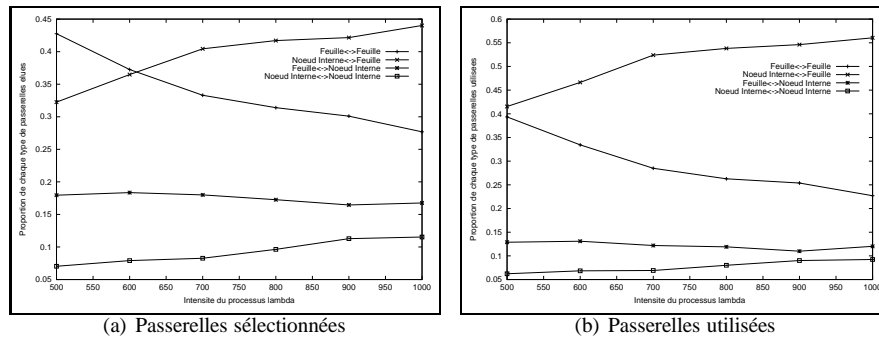 0.45
0.4
0.35
0.3
0.25
0.2
0.15
0.1
0.05
500 550 600 650 700 750 800 850 900 950 1000
Proportion de chaque type de passerelles elues
Intensite du processus lambda
Feuille<->Feuille
Noeud Interne<->Feuille
Feuille<->Noeud Interne
Noeud Interne<->Noeud Interne
(a) Passerelles sélectionnées
0.6
0.55
0.5
0.45
0.4
0.35
0.3
0.25
0.2
0.15
0.1
0.05
500 550 600 650 700 750 800 850 900 950 1000
Proportion de chaque type de passerelles utilisees
Intensite du processus lambda
Feuille<->Feuille
Noeud Interne<->Feuille
Feuille<->Noeud Interne
Noeud Interne<->Noeud Interne
(b) Passerelles utilisées